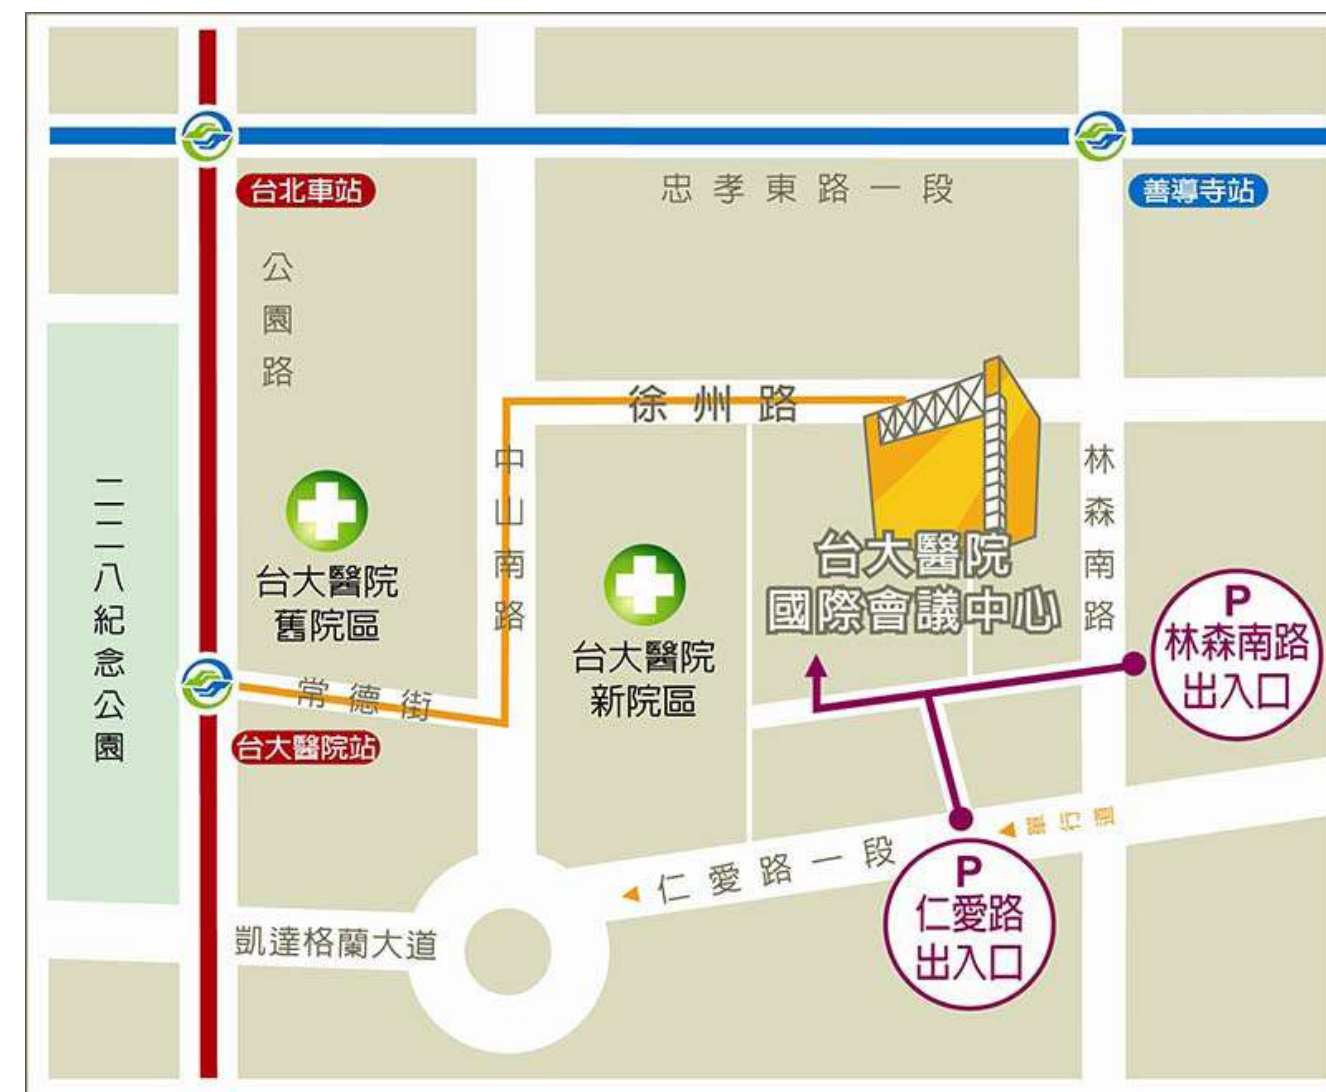 台北車站
忠孝東路一段
善導寺站
公園路
徐州路
中山南路
林森南路
二二八紀念公園
台大醫院
舊院區
台大醫院
新院區
台大醫院
國際會議中心
常德街
台大醫院站
P
林森南路
出入口
單行道
仁愛路一段
P
仁愛路
出入口
凱達格蘭大道